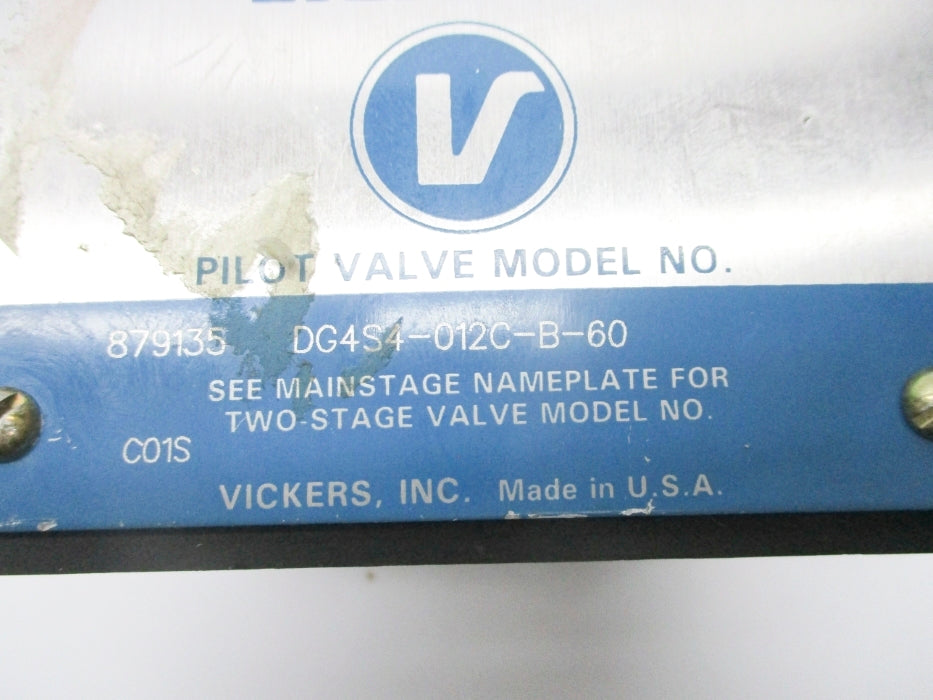 V
PILOT VALVE MODEL NO.
879135 DG4S4-012C-B-60
SEE MAINSTAGE NAMEPLATE FOR
TWO-STAGE VALVE MODEL NO.
C01S
VICKERS, INC. Made in U.S.A.